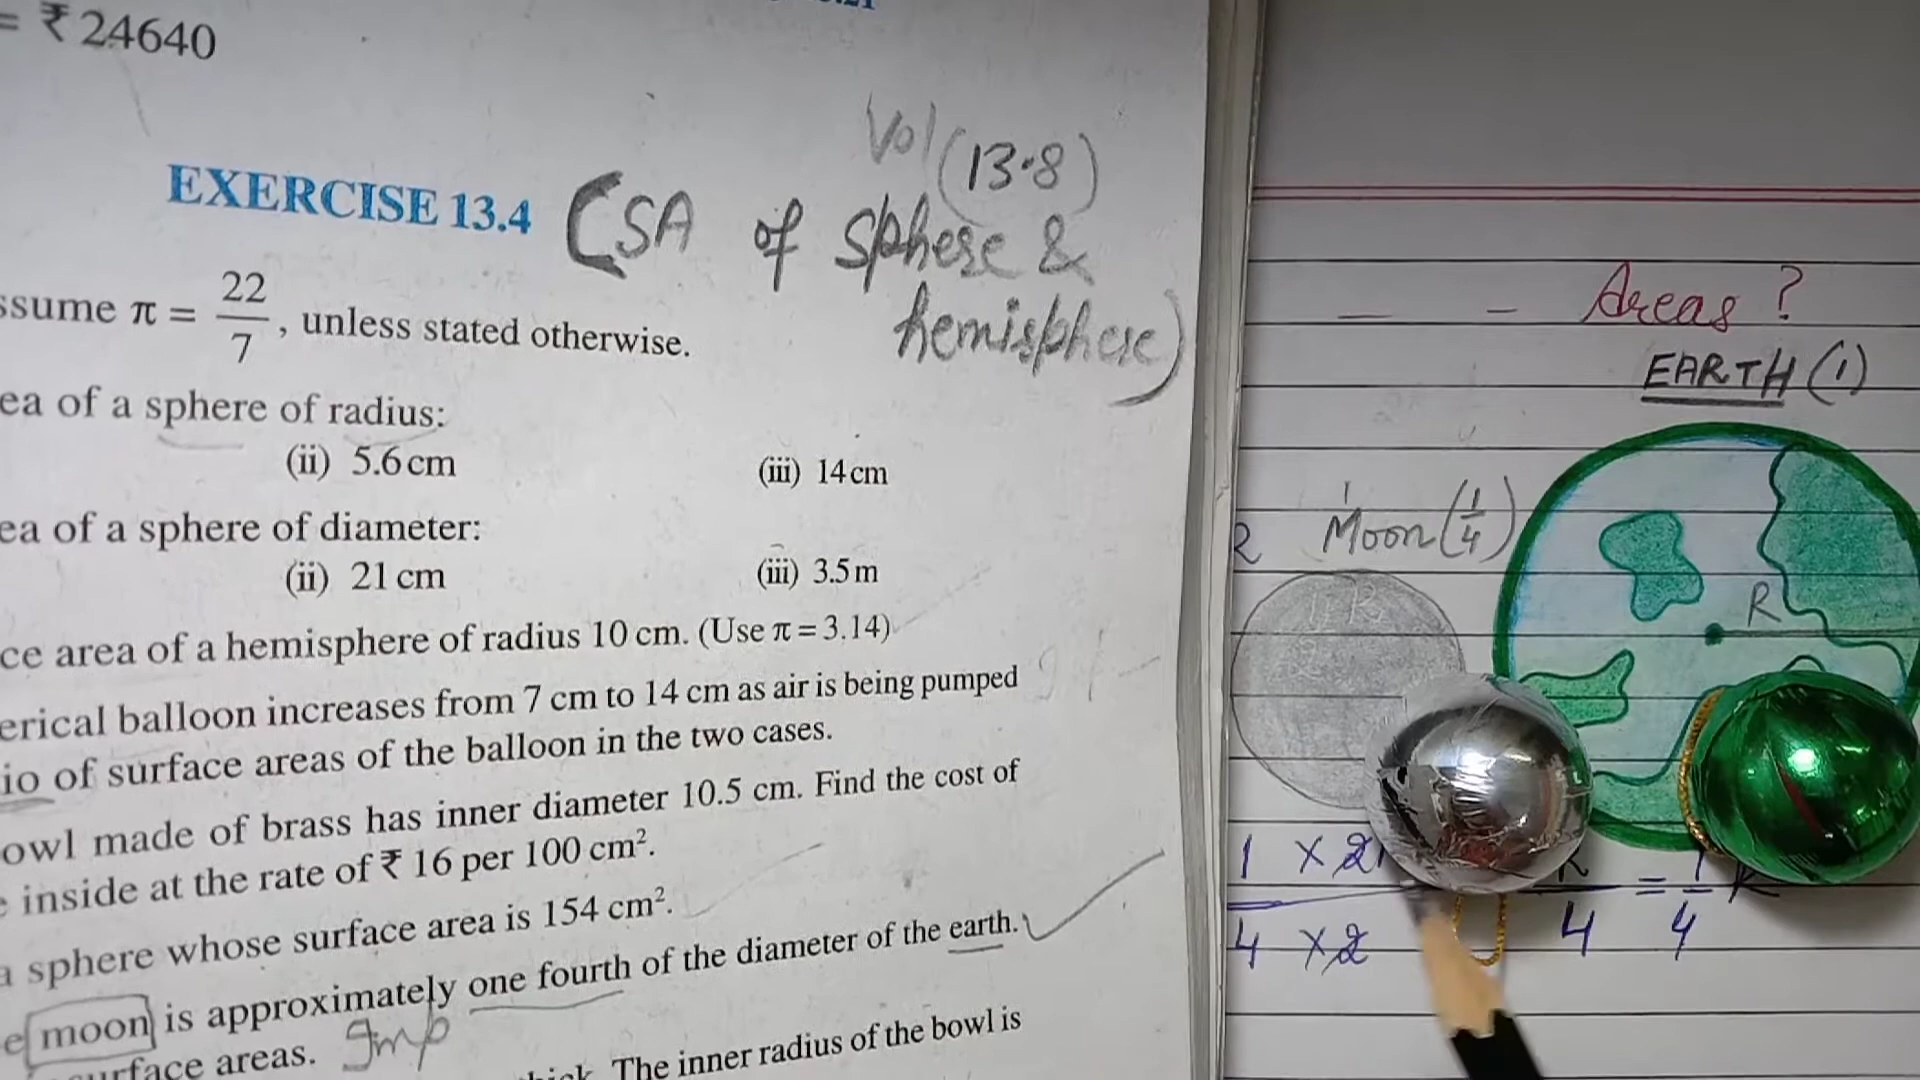 = ₹ 24640
Vol (13.8)
EXERCISE 13.4 (SA of sphere &
hemisphere)
ssume π = 22/7, unless stated otherwise.
ea of a sphere of radius:
(ii) 5.6 cm (iii) 14 cm
ea of a sphere of diameter:
(ii) 21 cm (iii) 3.5 m
ce area of a hemisphere of radius 10 cm. (Use π = 3.14)
erical balloon increases from 7 cm to 14 cm as air is being pumped
io of surface areas of the balloon in the two cases.
owl made of brass has inner diameter 10.5 cm. Find the cost of
e inside at the rate of ₹ 16 per 100 cm².
a sphere whose surface area is 154 cm².
e moon is approximately one fourth of the diameter of the earth.
surface areas. Imp
The inner radius of the bowl is
Areas ?
EARTH (1)
Moon (1/4)
R
1 × 2
4 × 2
4 = 1/4 R